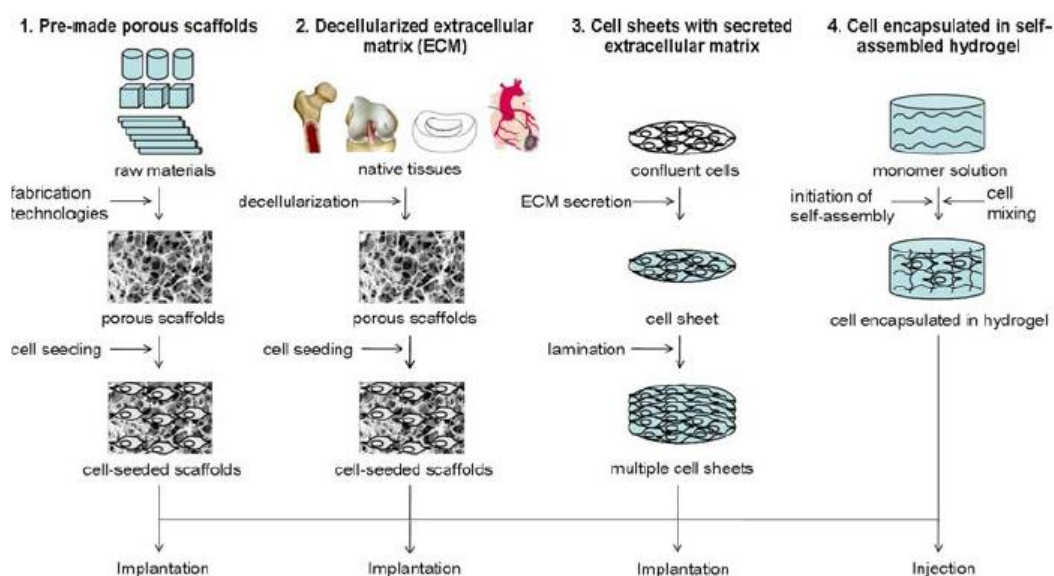 1. Pre-made porous scaffolds
raw materials
fabrication
technologies
porous scaffolds
cell seeding
cell-seeded scaffolds
Implantation
2. Decellularized extracellular
matrix (ECM)
native tissues
decellularization
porous scaffolds
cell seeding
cell-seeded scaffolds
Implantation
3. Cell sheets with secreted
extracellular matrix
confluent cells
ECM secretion
cell sheet
lamination
multiple cell sheets
Implantation
4. Cell encapsulated in self-
assembled hydrogel
monomer solution
initiation of
self-assembly
cell
mixing
cell encapsulated in hydrogel
Injection